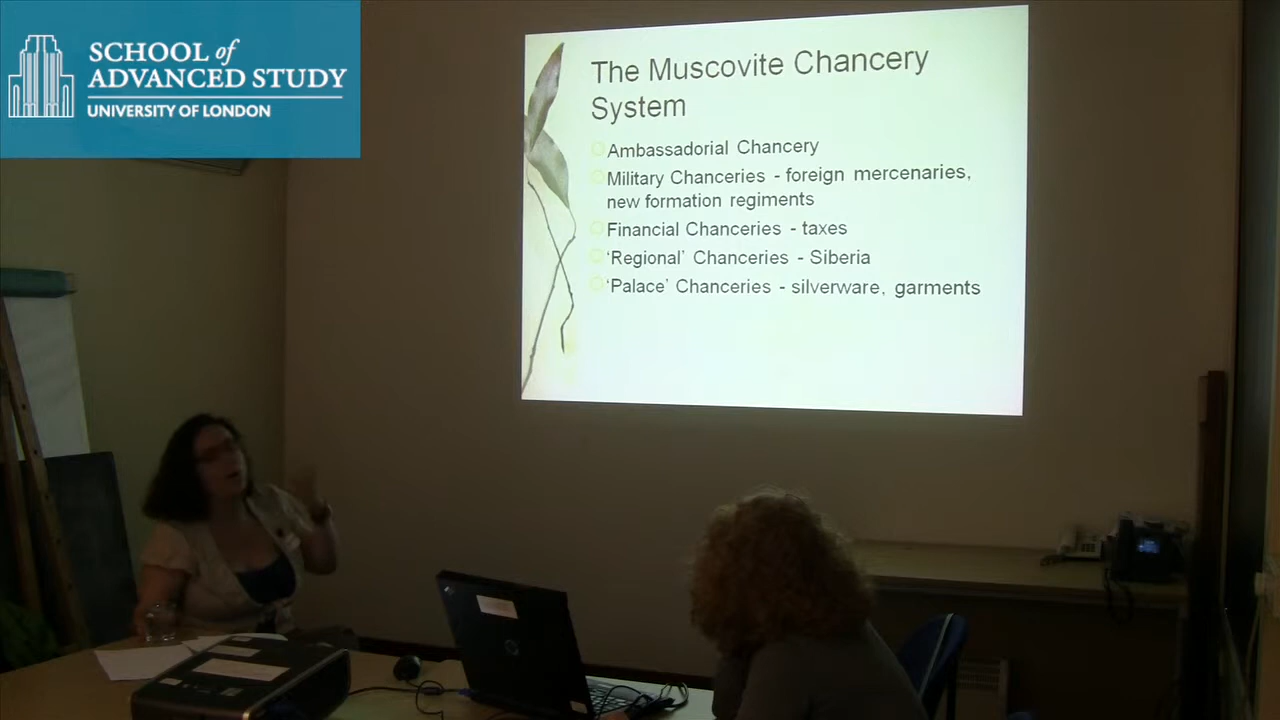 SCHOOL of
ADVANCED STUDY
UNIVERSITY OF LONDON
The Muscovite Chancery
System
Ambassadorial Chancery
Military Chanceries - foreign mercenaries,
new formation regiments
Financial Chanceries - taxes
‘Regional’ Chanceries - Siberia
‘Palace’ Chanceries - silverware, garments